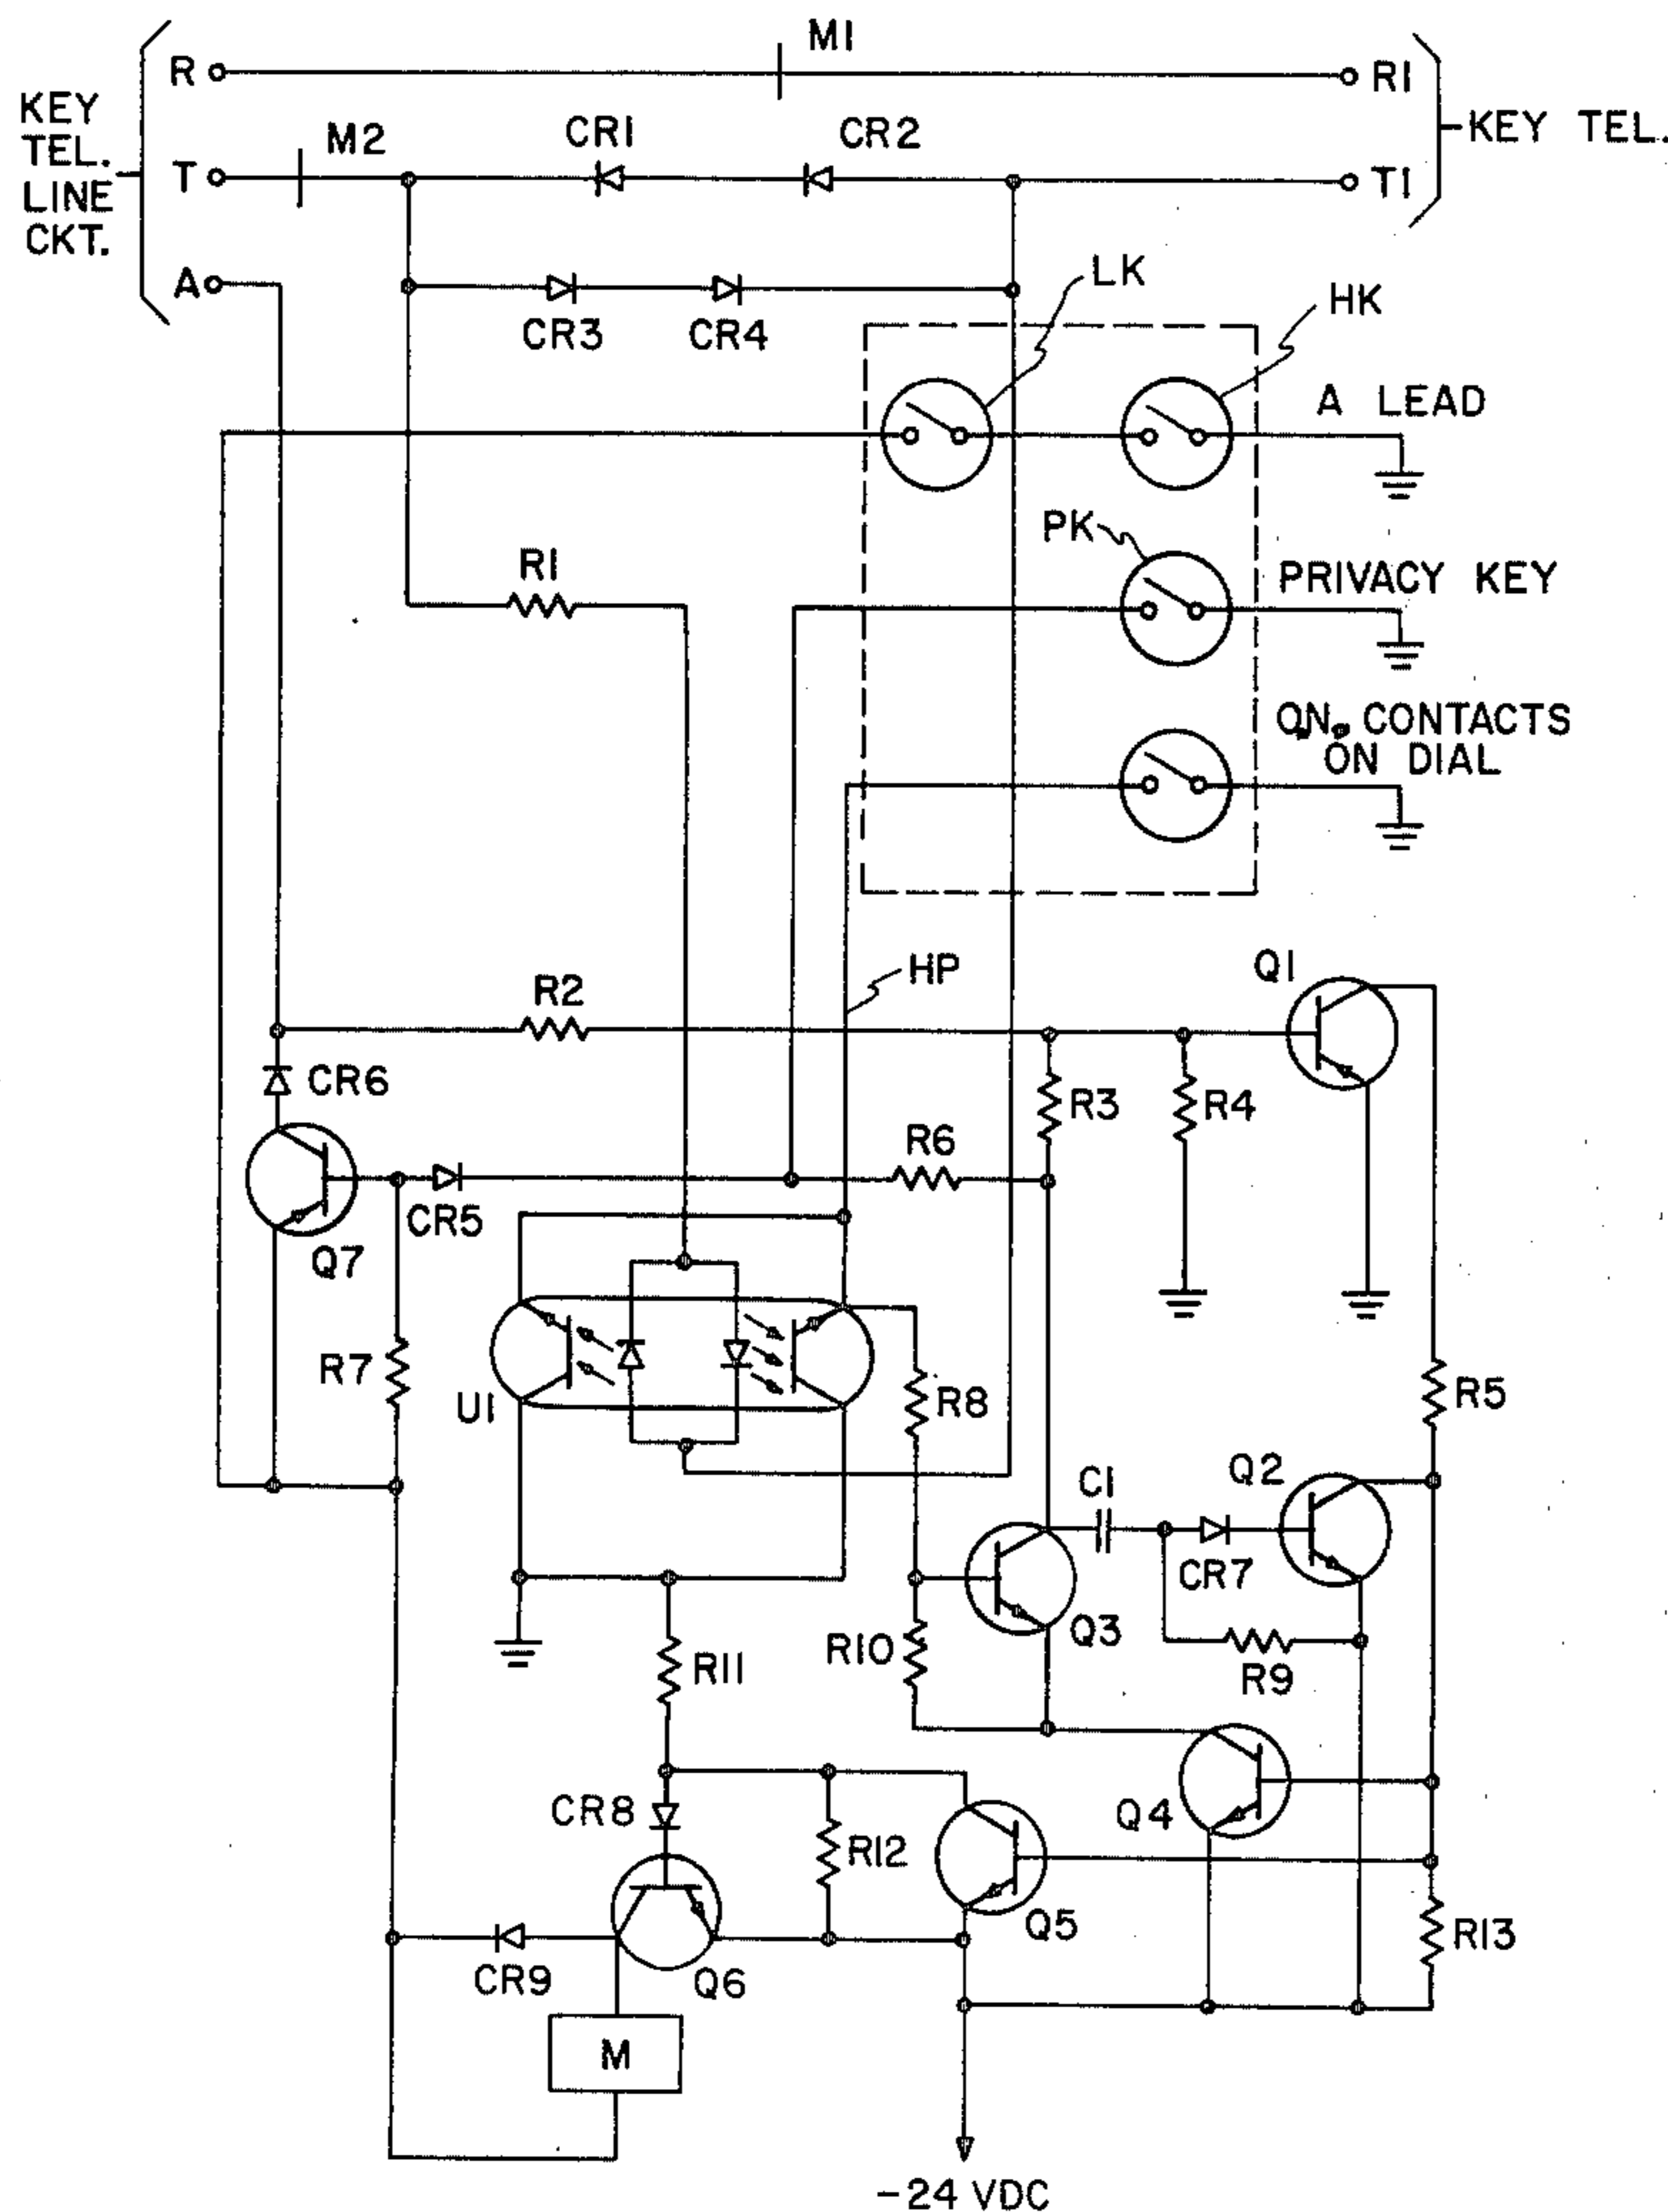 M1
R
R1
KEY
TEL.
LINE
CKT.
M2
CR1
CR2
KEY TEL.
T
T1
A
CR3
CR4
LK
HK
A LEAD
PK
PRIVACY KEY
R1
O.N. CONTACTS
ON DIAL
HP
Q1
R2
CR6
R3
R4
R6
CR5
Q7
R7
U1
R8
R5
C1
Q2
CR7
Q3
R10
R9
R11
CR8
R12
Q4
Q5
R13
CR9
Q6
M
-24 VDC